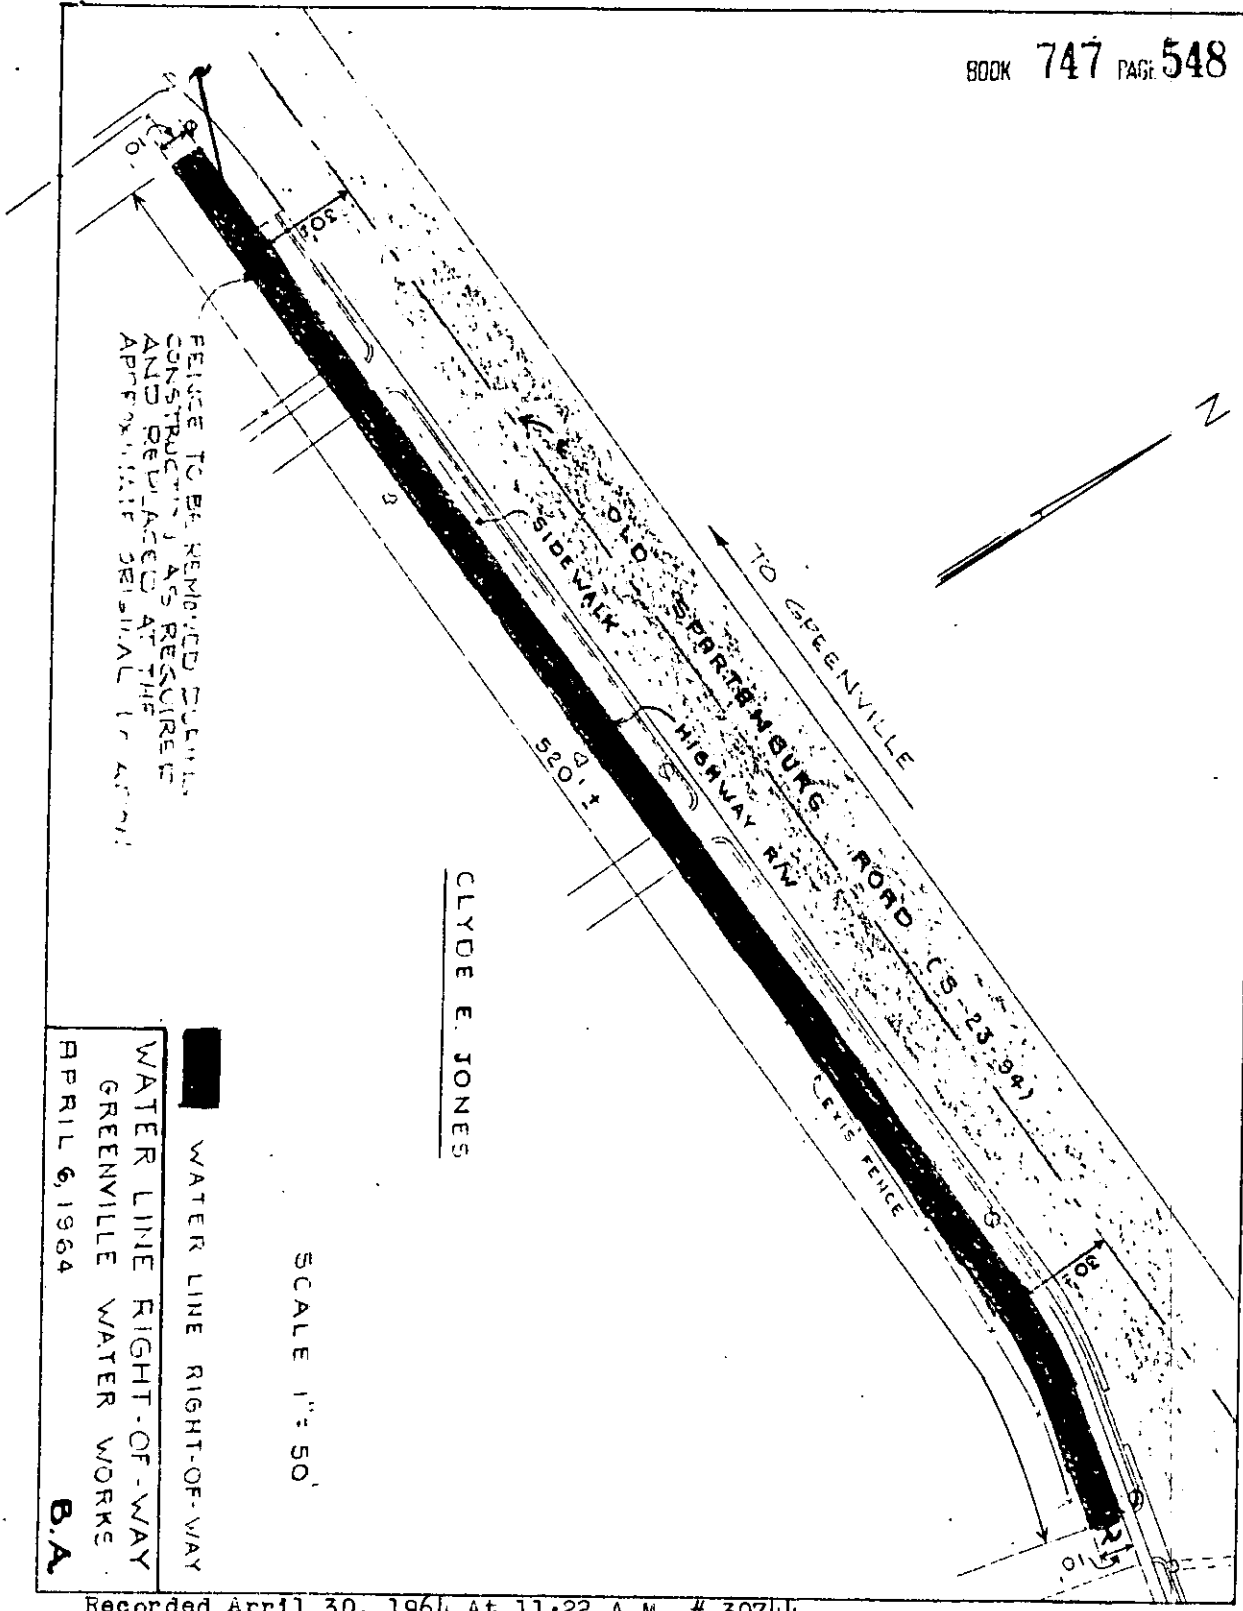 BOOK 747 PAGE 548
N
TO GREENVILLE
OLD SPARTENBURG ROAD (S-23-94)
SIDEWALK
HIGHWAY R/W
30'
30'
10'
10'
520' ±
EXIS FENCE
FENCE TO BE REMOVED
AS REQUIRED
AND REPLACED AT THE
CLYDE E. JONES
SCALE 1" = 50'
WATER LINE RIGHT-OF-WAY
WATER LINE RIGHT-OF-WAY
GREENVILLE WATER WORKS
APRIL 6, 1964
B.A.
Recorded April 30, 1964 At 11:22 A.M. # 30744